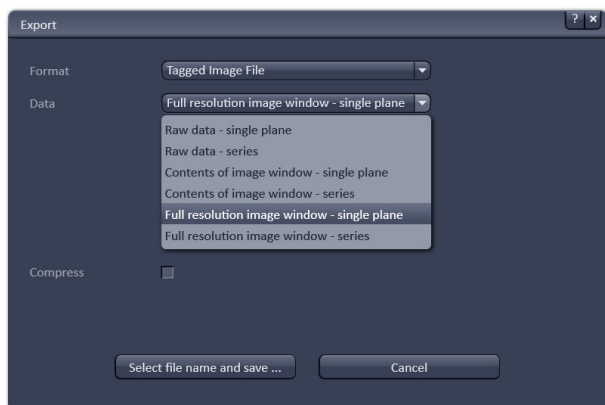 Export
? ×
Format
Tagged Image File
Data
Full resolution image window - single plane
Raw data - single plane
Raw data - series
Contents of image window - single plane
Contents of image window - series
Full resolution image window - single plane
Full resolution image window - series
Compress
Select file name and save ...
Cancel